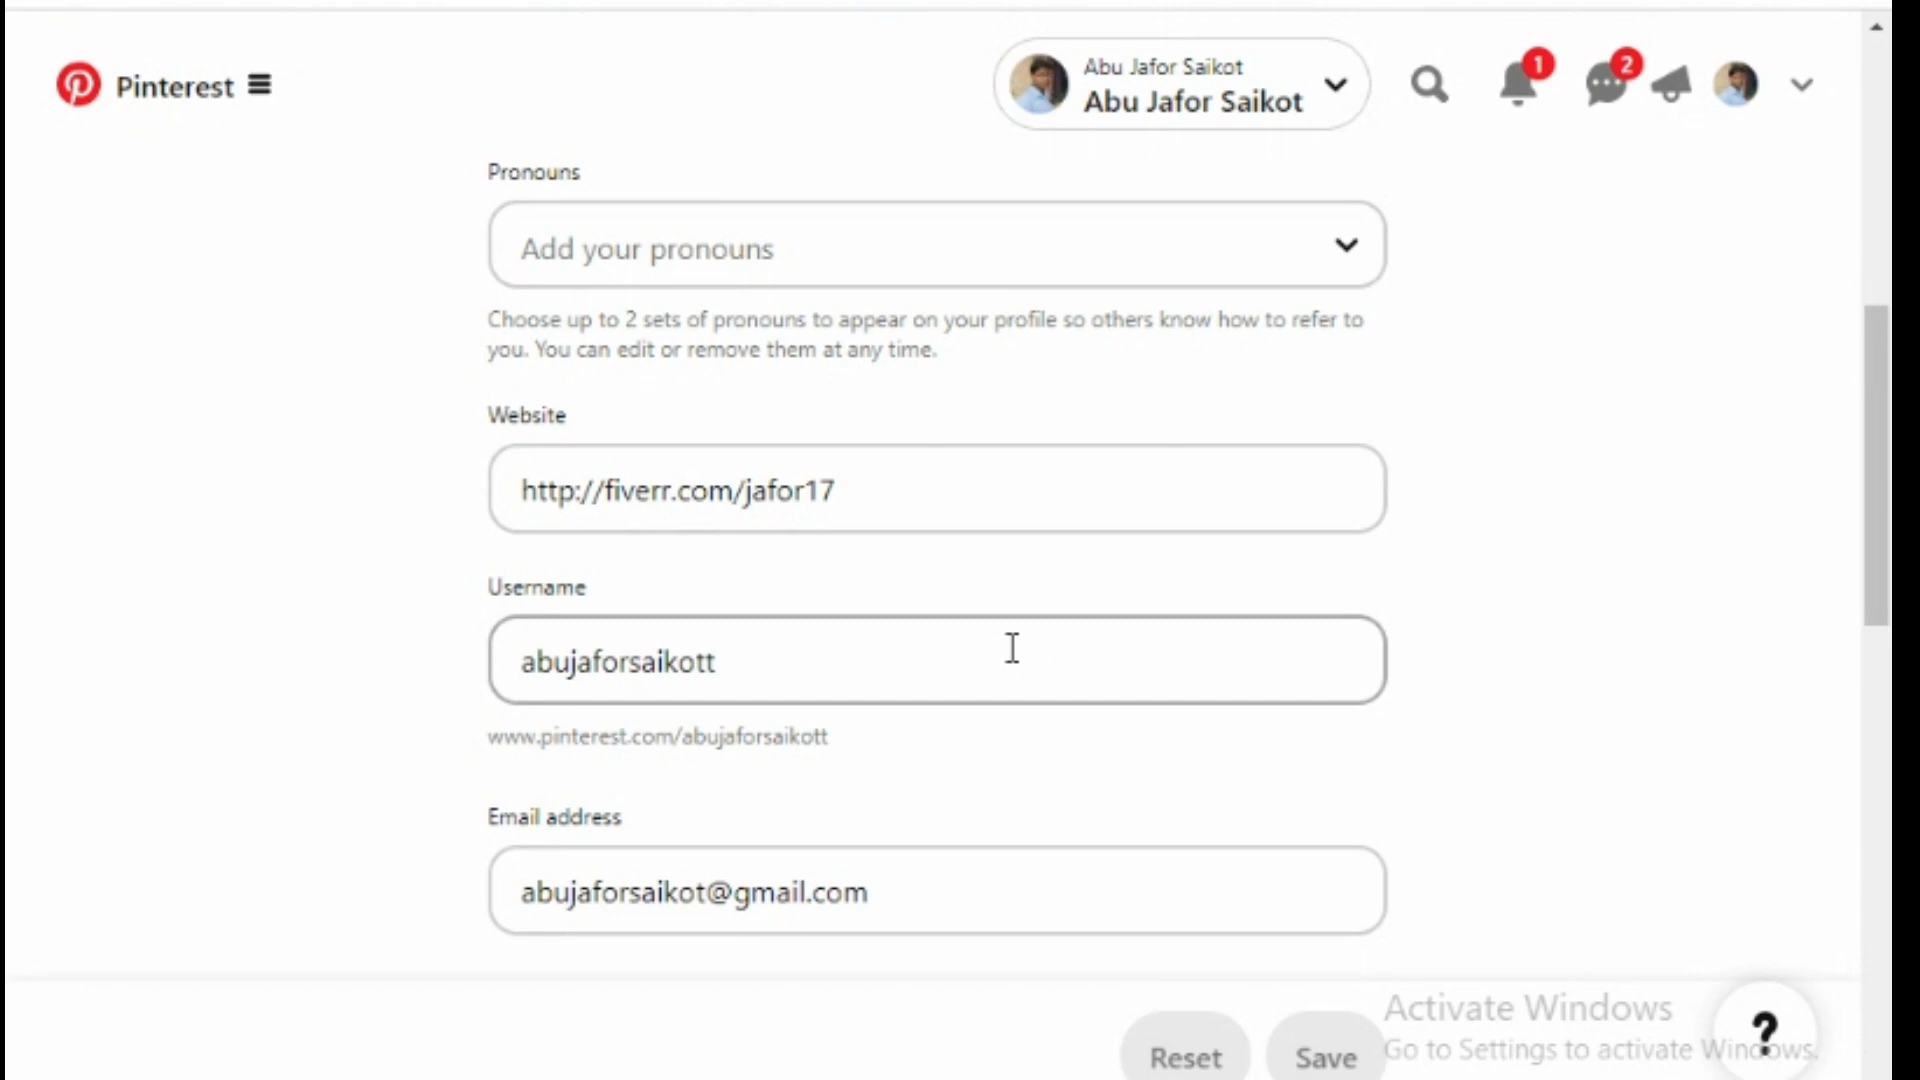 Pinterest
Abu Jafor Saikot
Abu Jafor Saikot
1
2
Pronouns
Add your pronouns
Choose up to 2 sets of pronouns to appear on your profile so others know how to refer to
you. You can edit or remove them at any time.
Website
http://fiverr.com/jafor17
Username
abujaforsaikott
www.pinterest.com/abujaforsaikott
Email address
abujaforsaikot@gmail.com
Activate Windows
Go to Settings to activate Windows.
?
Reset
Save